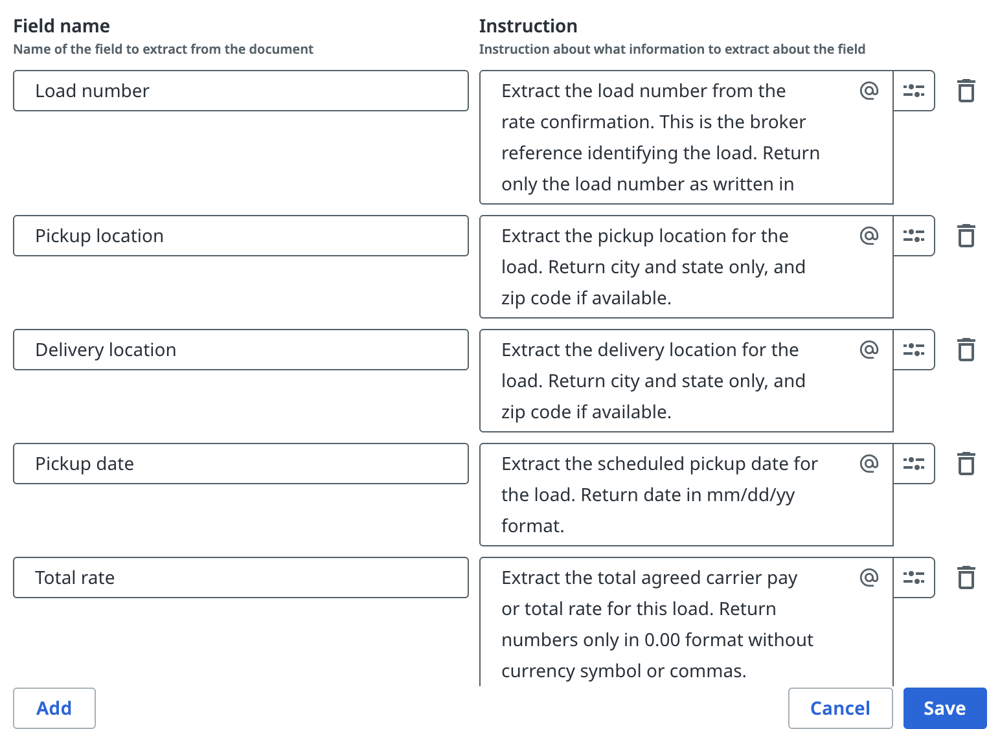 Field name
Instruction
Name of the field to extract from the document
Instruction about what information to extract about the field
Load number
Extract the load number from the
rate confirmation. This is the broker
reference identifying the load. Return
only the load number as written in
Pickup location
Extract the pickup location for the
load. Return city and state only, and
zip code if available.
Delivery location
Extract the delivery location for the
load. Return city and state only, and
zip code if available.
Pickup date
Extract the scheduled pickup date for
the load. Return date in mm/dd/yy
format.
Total rate
Extract the total agreed carrier pay
or total rate for this load. Return
numbers only in 0.00 format without
currency symbol or commas.
Add
Cancel
Save